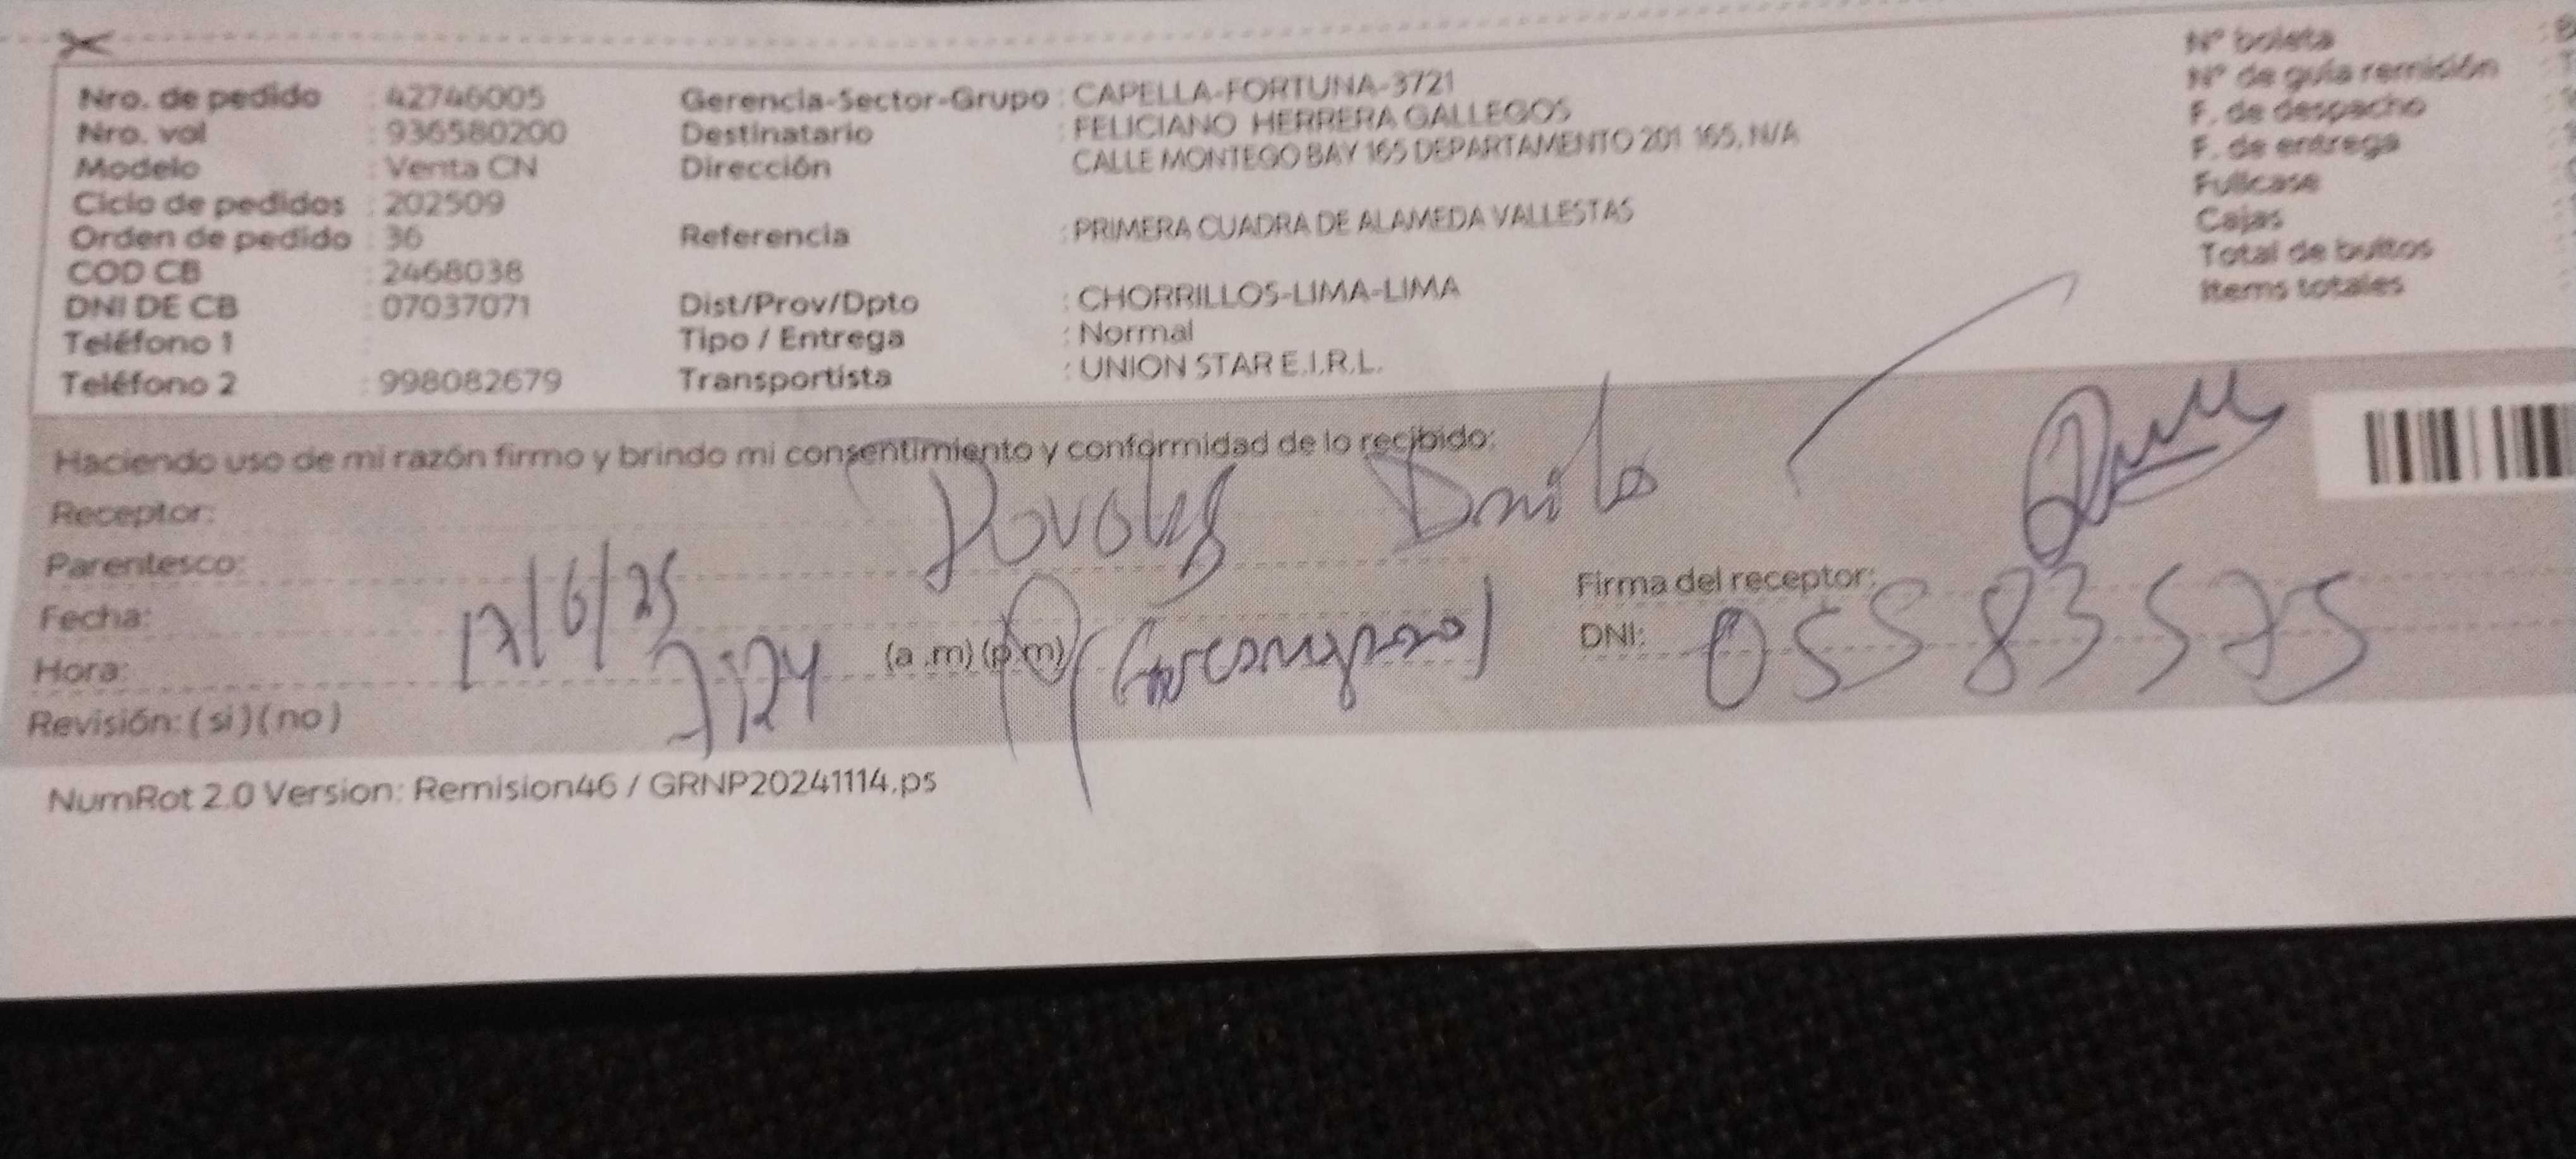 Nro. de pedido : 42746005
Nro. vol : 936580200
Modelo : Venta CN
Ciclo de pedidos : 202509
Orden de pedido : 36
COD CB : 2468038
DNI DE CB : 07037071
Teléfono 1 :
Teléfono 2 : 998082679
Gerencia-Sector-Grupo : CAPELLA-FORTUNA-3721
Destinatario : FELICIANO HERRERA GALLEGOS
Dirección CALLE MONTEGO BAY 165 DEPARTAMENTO 201 165, N/A
Referencia : PRIMERA CUADRA DE ALAMEDA VALLESTAS
Dist/Prov/Dpto : CHORRILLOS-LIMA-LIMA
Tipo / Entrega : Normal
Transportista : UNION STAR E.I.R.L.
N° boleta
N° de guía remisión
F. de despacho
F. de entrega
Fullcase
Cajas
Total de bultos
Items totales
Haciendo uso de mi razón firmo y brindo mi consentimiento y conformidad de lo recibido:
Receptor:
Parentesco:
Fecha: 17/6/25
Hora: 7:24 (a .m) (p.m)
Revisión: ( si ) ( no )
Firma del receptor:
DNI: 05583575
NumRot 2.0 Version: Remision46 / GRNP20241114.ps